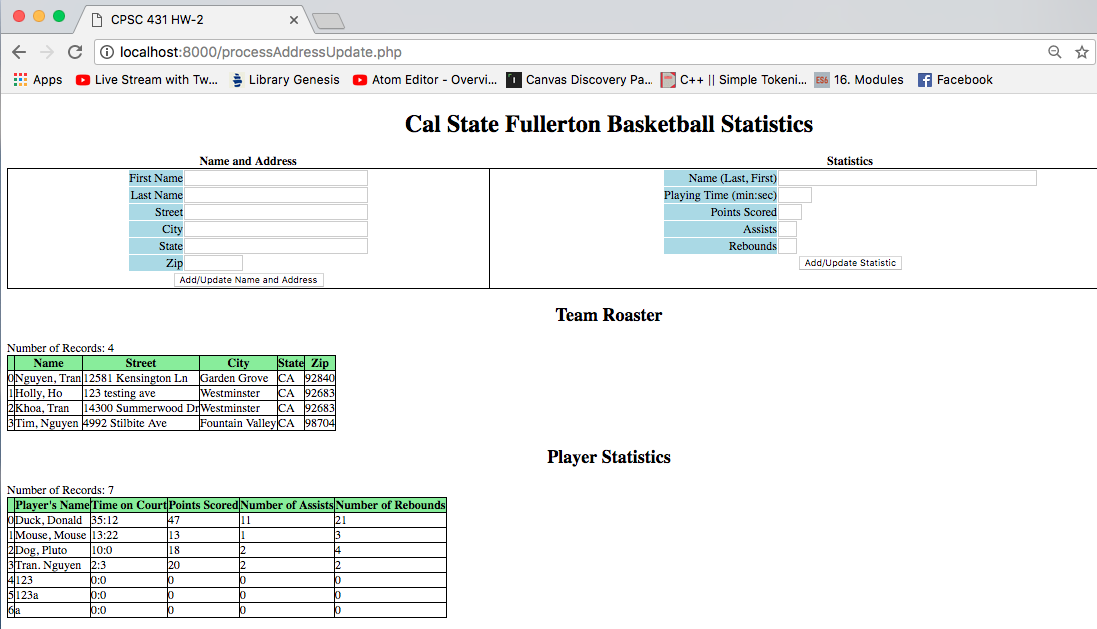 CPSC 431 HW-2
localhost:8000/processAddressUpdate.php
Apps Live Stream with Tw... Library Genesis Atom Editor - Overvi... Canvas Discovery Pa... C++ || Simple Tokeni... ES6 16. Modules Facebook
Cal State Fullerton Basketball Statistics
Name and Address Statistics
First Name Name (Last, First)
Last Name Playing Time (min:sec)
Street Points Scored
City Assists
State Rebounds
Zip Add/Update Statistic
Add/Update Name and Address
Team Roaster
Number of Records: 4
Name Street City State Zip
0 Nguyen, Tran 12581 Kensington Ln Garden Grove CA 92840
1 Holly, Ho 123 testing ave Westminster CA 92683
2 Khoa, Tran 14300 Summerwood Dr Westminster CA 92683
3 Tim, Nguyen 4992 Stilbite Ave Fountain Valley CA 98704
Player Statistics
Number of Records: 7
Player's Name Time on Court Points Scored Number of Assists Number of Rebounds
0 Duck, Donald 35:12 47 11 21
1 Mouse, Mouse 13:22 13 1 3
2 Dog, Pluto 10:0 18 2 4
3 Tran. Nguyen 2:3 20 2 2
4 123 0:0 0 0 0
5 123a 0:0 0 0 0
6 a 0:0 0 0 0